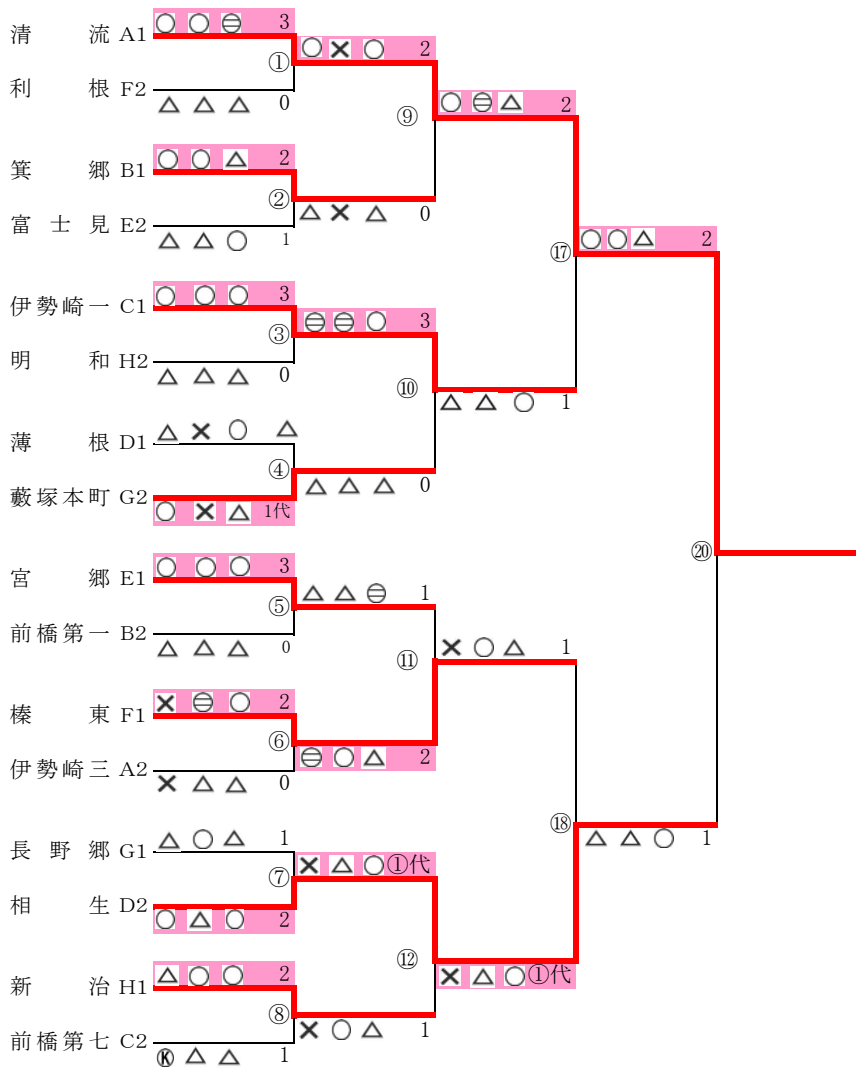 ○ ○ ⊖ 3
清流 A1
○ × ○ 2
①
利根 F2
△ △ △ 0
○ ⊖ △ 2
⑨
○ ○ △ 2
箕郷 B1
②
△ × △ 0
富士見 E2
△ △ ○ 1
○ ○ △ 2
⑰
○ ○ ○ 3
伊勢崎一 C1
⊖ ⊖ ○ 3
③
明和 H2
△ △ △ 0
⑩
△ △ ○ 1
△ × ○ △
薄根 D1
④
△ △ △ 0
藪塚本町 G2
○ × △ 1代
⑳
○ ○ ○ 3
宮郷 E1
△ △ ⊖ 1
⑤
前橋第一 B2
△ △ △ 0
× ○ △ 1
⑪
× ⊖ ○ 2
榛東 F1
⑥
⊖ ○ △ 2
伊勢崎三 A2
× △ △ 0
⑱
△ △ ○ 1
△ ○ △ 1
長野郷 G1
× △ ○ ①代
⑦
相生 D2
○ △ ○ 2
⑫
× △ ○ ①代
△ ○ ○ 2
新治 H1
⑧
× ○ △ 1
前橋第七 C2
Ⓚ △ △ 1